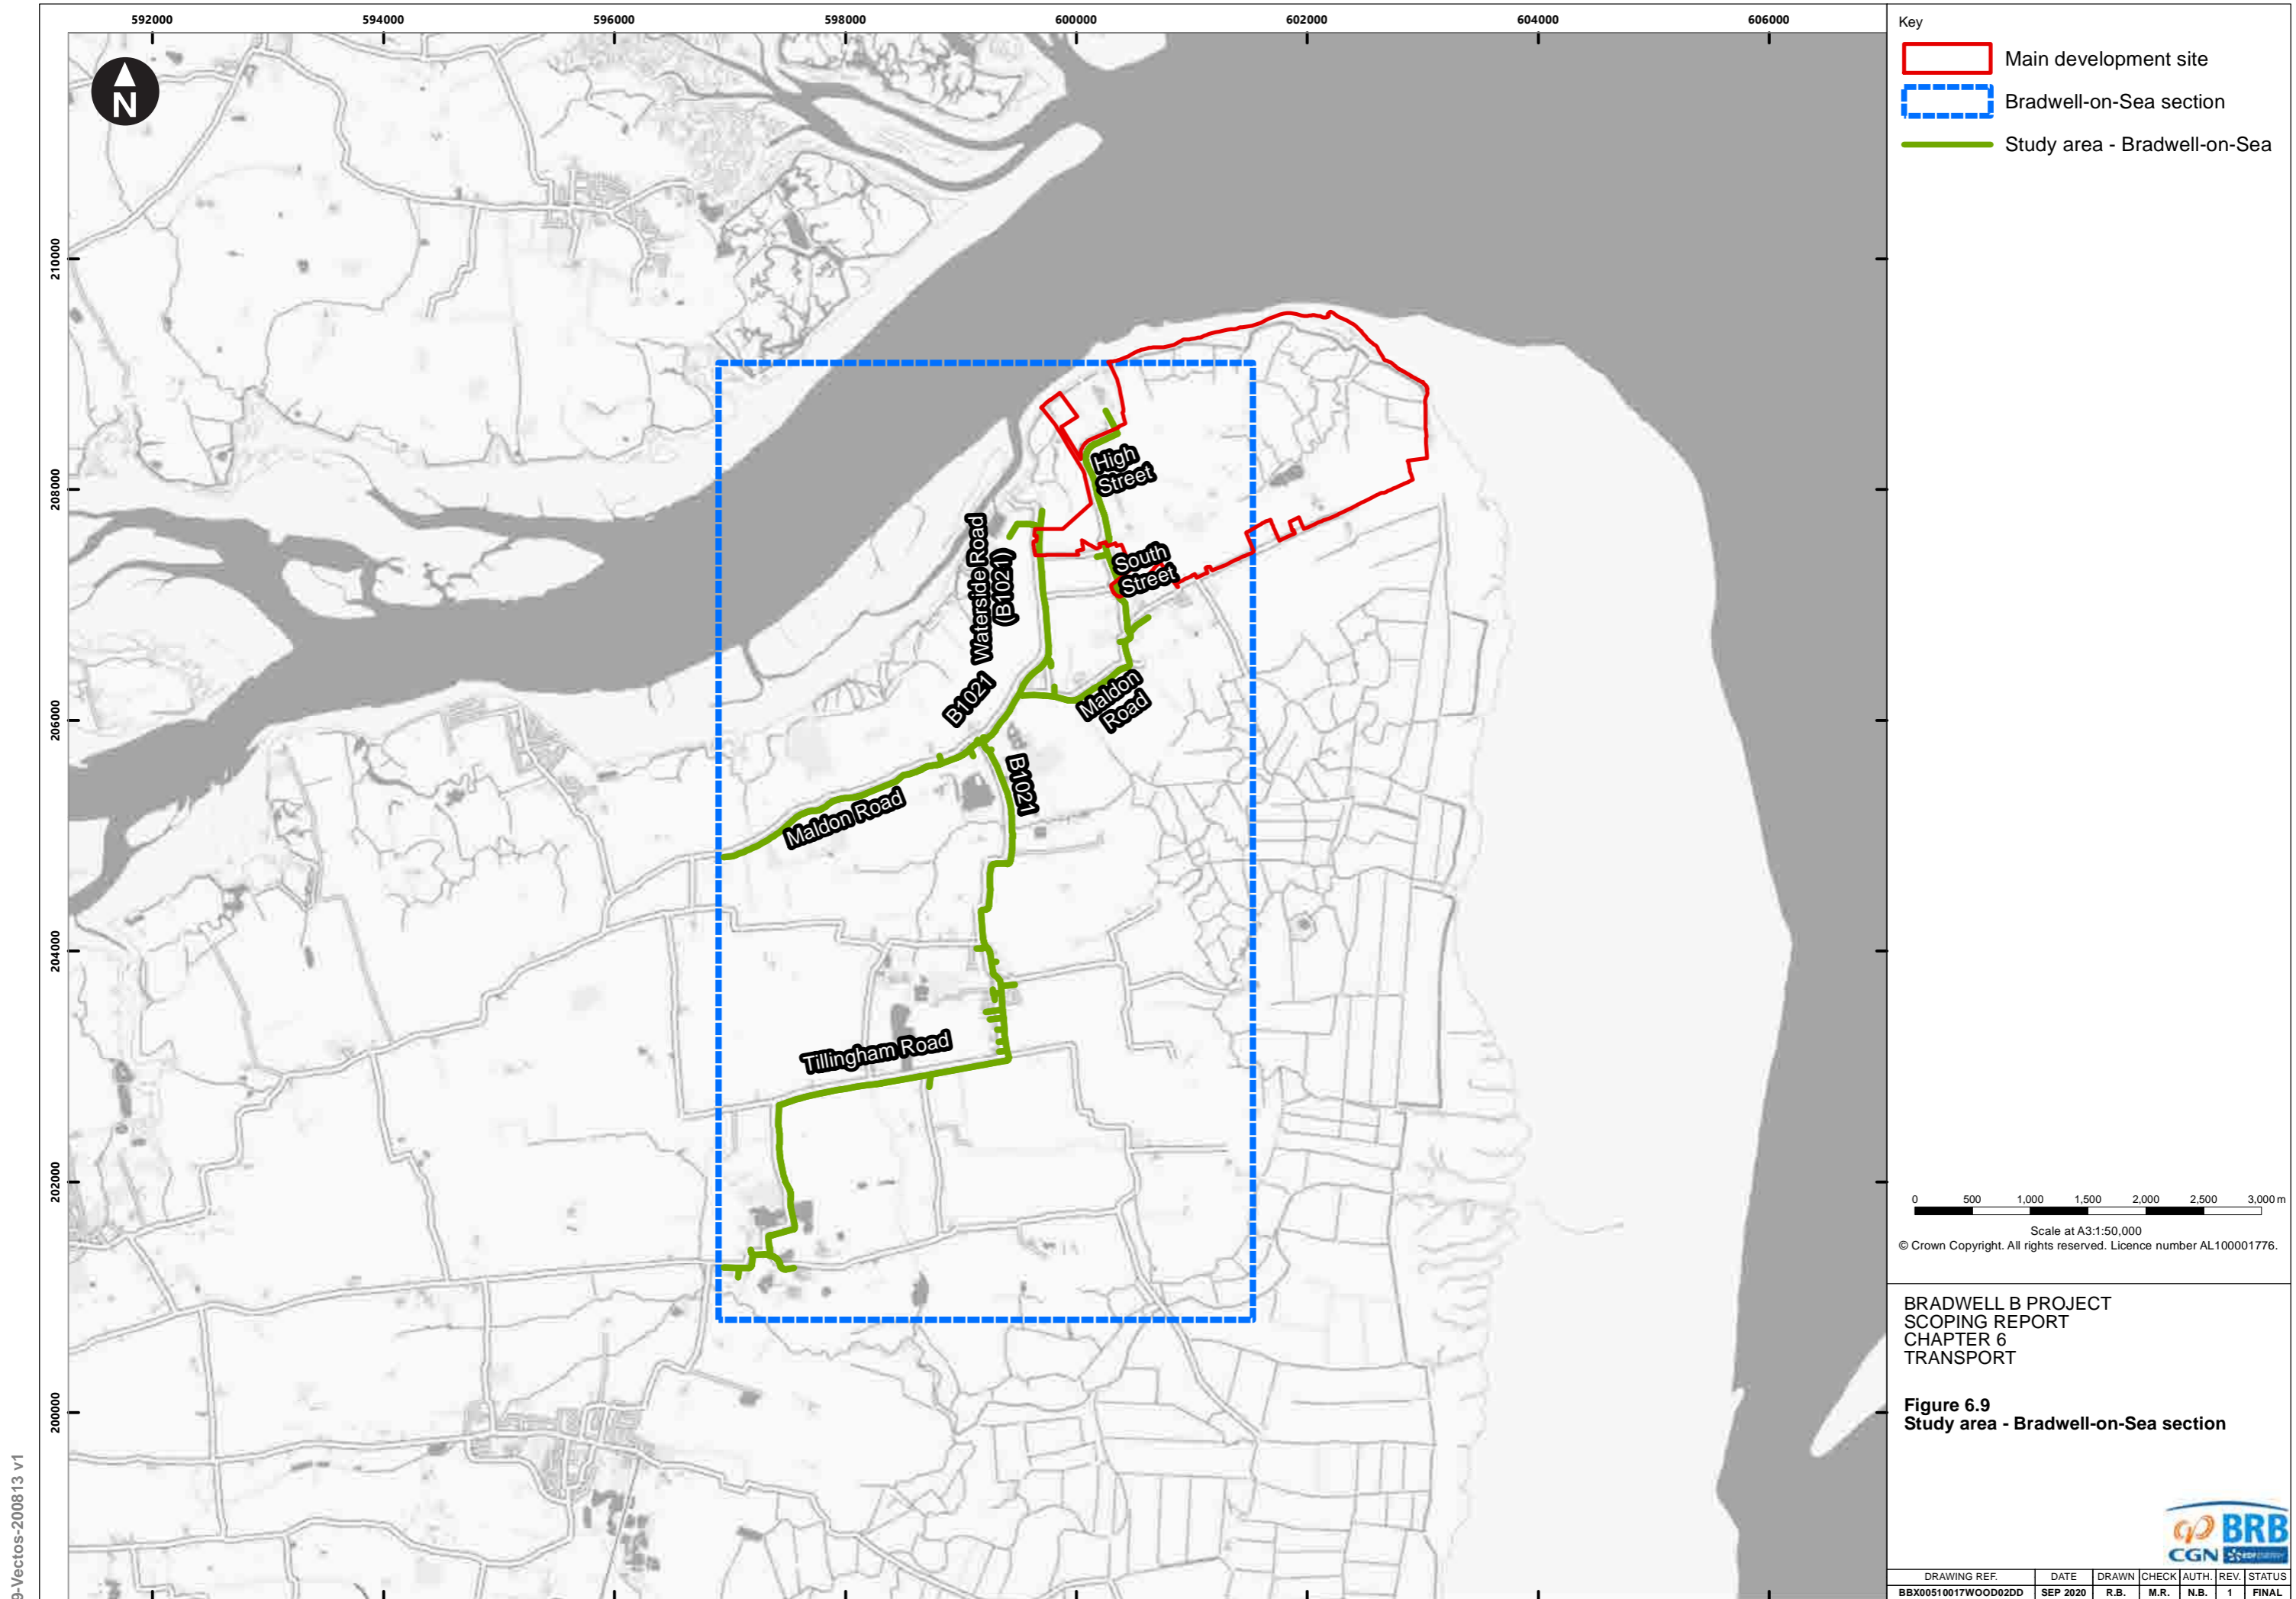 592000 594000 596000 598000 600000 602000 604000 606000
210000
208000
206000
204000
202000
200000
N
High
Street
South
Street
Waterside Road
(B1021)
B1021
Maldon
Road
B1021
Maldon Road
Tillingham Road
9-Vectos-200813 v1
Key
Main development site
Bradwell-on-Sea section
Study area - Bradwell-on-Sea
0 500 1,000 1,500 2,000 2,500 3,000 m
Scale at A3:1:50,000
© Crown Copyright. All rights reserved. Licence number AL100001776.
BRADWELL B PROJECT
SCOPING REPORT
CHAPTER 6
TRANSPORT
Figure 6.9
Study area - Bradwell-on-Sea section
BRB
CGN edF ENERGY
DRAWING REF. DATE DRAWN CHECK AUTH. REV. STATUS
BBX00510017WOOD02DD SEP 2020 R.B. M.R. N.B. 1 FINAL